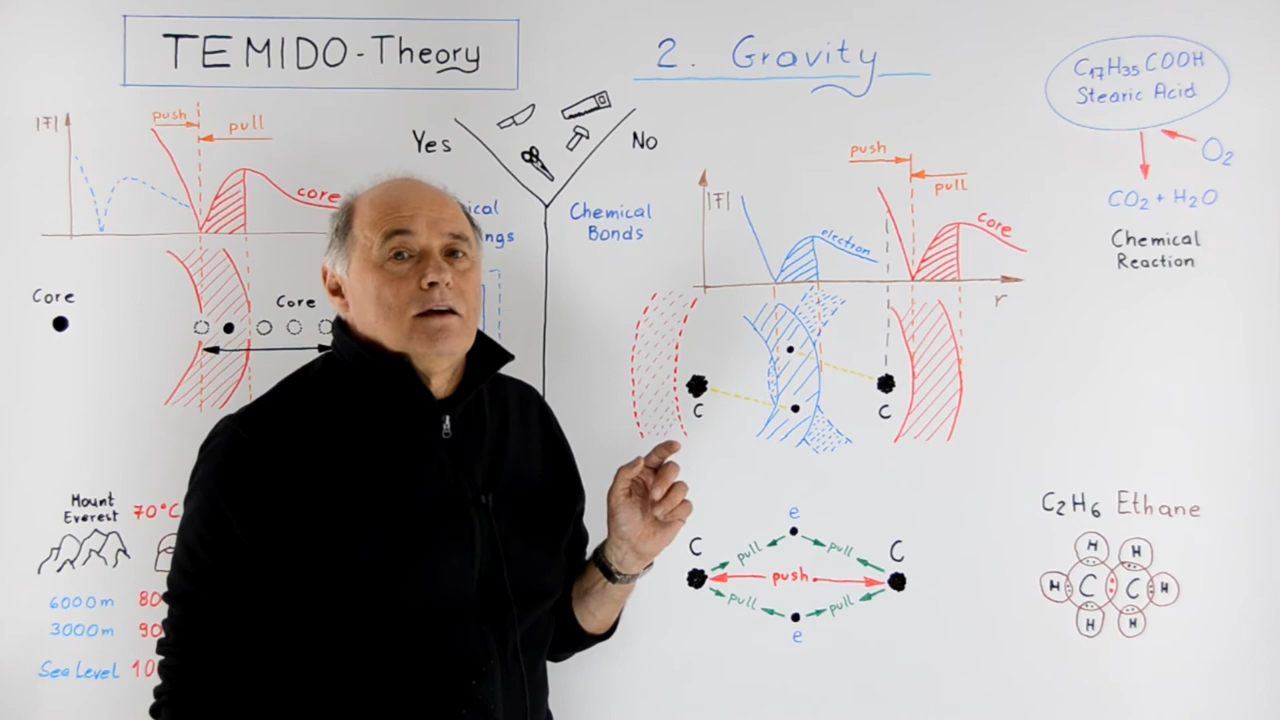 TEMIDO-Theory
2. Gravity
C17H35COOH
Stearic Acid
O2
CO2 + H2O
Chemical
Reaction
|F|
push
pull
core
Yes
No
Chemical
Bonds
Core
Core
|F|
push
pull
electron
core
r
C
C
Mount
Everest
70°C
6000m
3000m
Sea Level
C
e
C
pull
pull
push
pull
pull
e
C2H6 Ethane
H
H
H
C
C
H
H
H